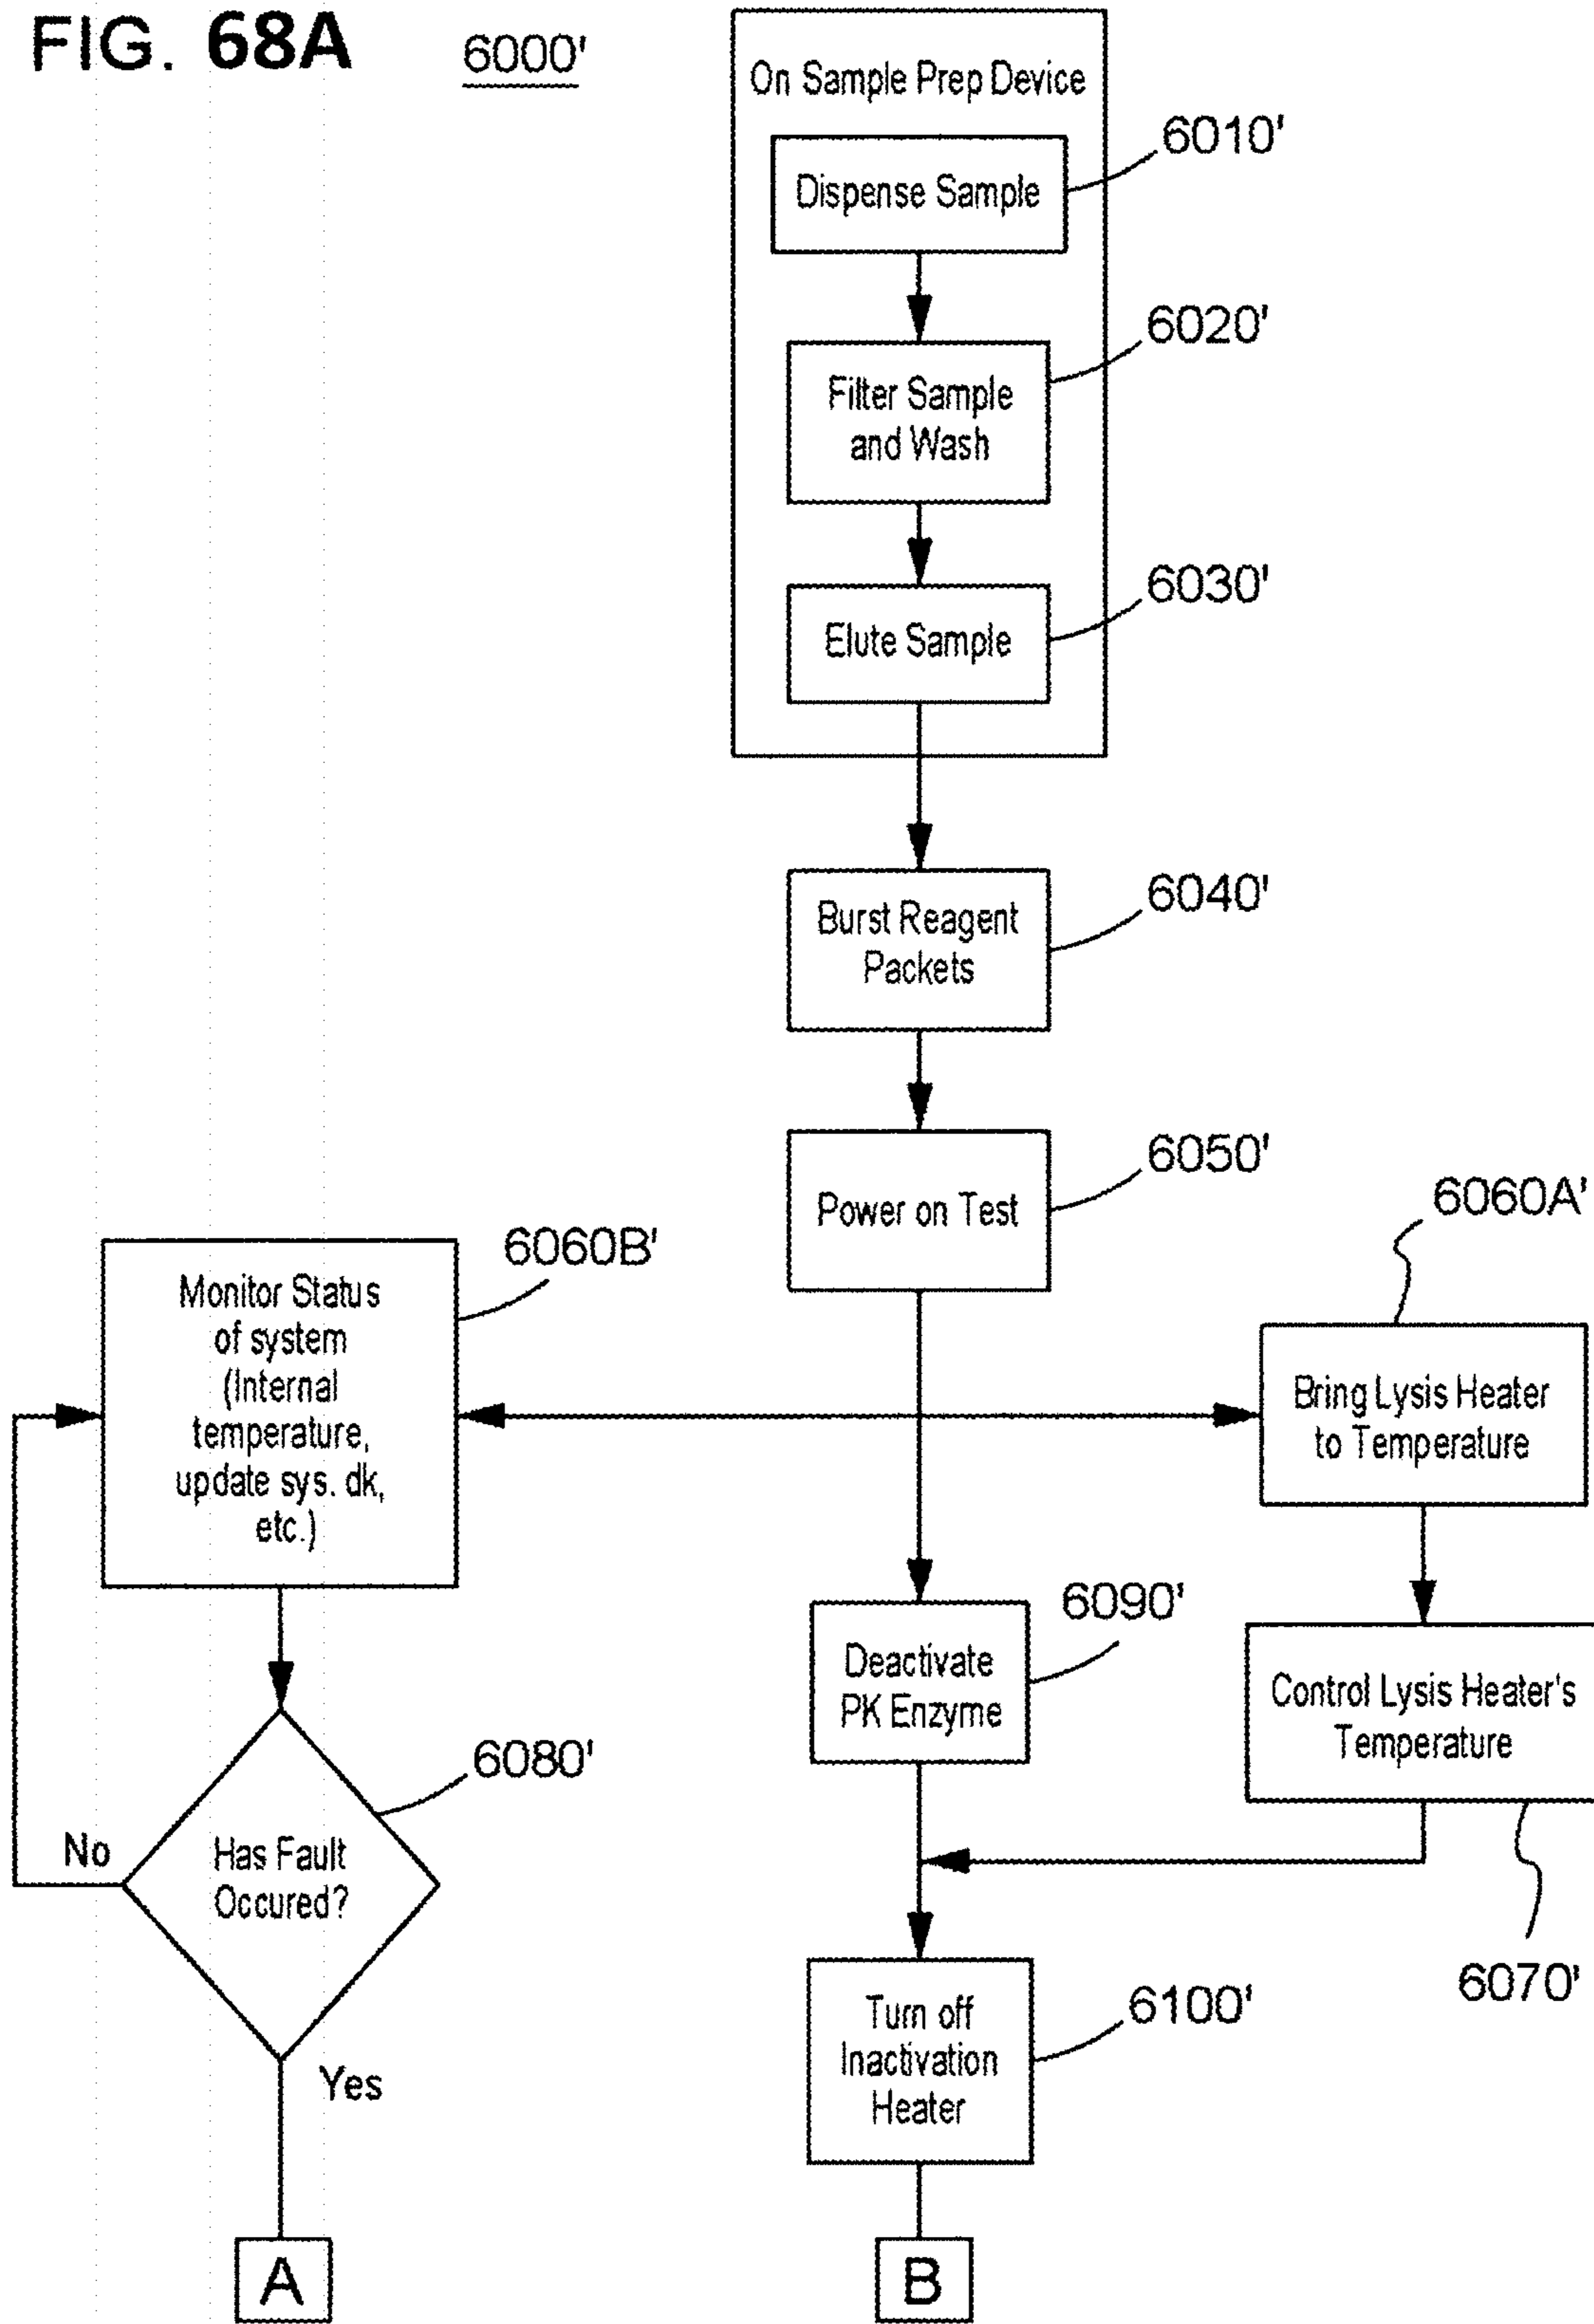 FIG. 68A
6000'
On Sample Prep Device
6010'
Dispense Sample
6020'
Filter Sample
and Wash
6030'
Elute Sample
6040'
Burst Reagent
Packets
6050'
Power on Test
6060A'
6060B'
Monitor Status
of system
(Internal
temperature,
update sys. dk,
etc.)
Bring Lysis Heater
to Temperature
6090'
Deactivate
PK Enzyme
Control Lysis Heater's
Temperature
6080'
No
Has Fault
Occured?
6070'
6100'
Turn off
Inactivation
Heater
Yes
A
B